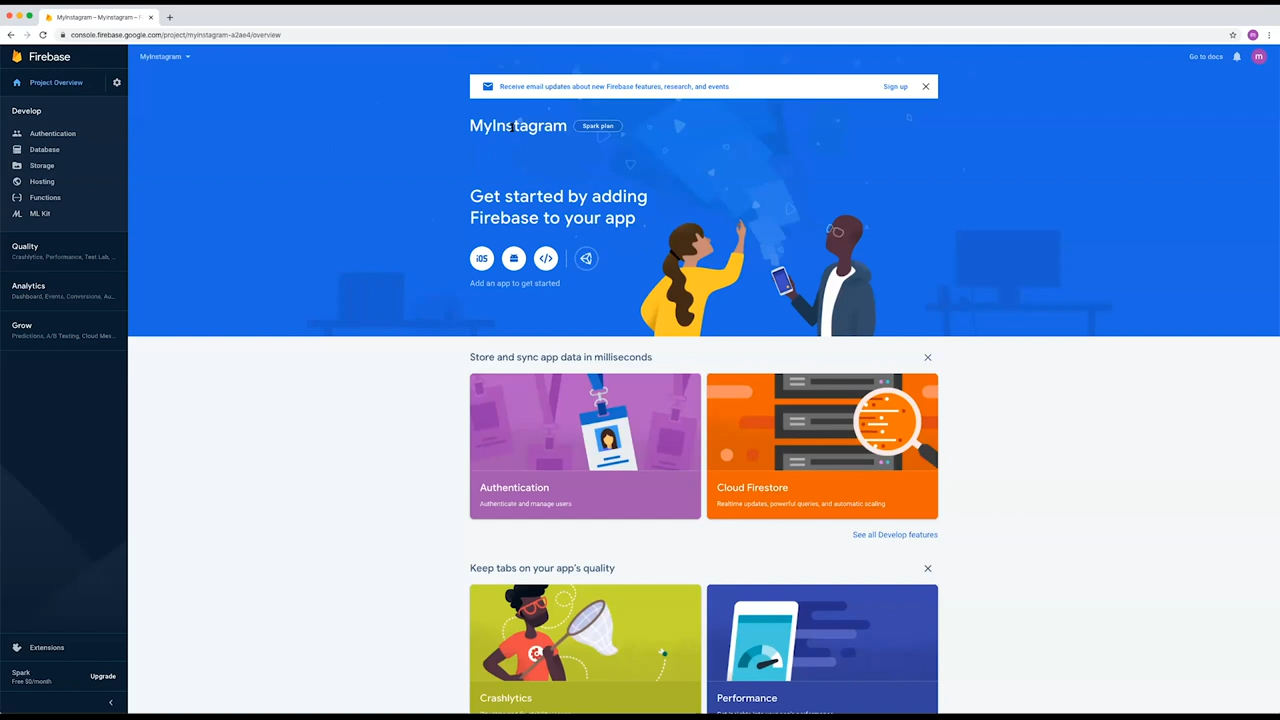 MyInstagram – MyInstagram – F
console.firebase.google.com/project/myinstagram-a2ae4/overview
m
Firebase
MyInstagram
Go to docs
m
Project Overview
Receive email updates about new Firebase features, research, and events
Sign up
Develop
Authentication
Database
Storage
Hosting
Functions
ML Kit
Quality
Crashlytics, Performance, Test Lab, ...
Analytics
Dashboard, Events, Conversions, Au...
Grow
Predictions, A/B Testing, Cloud Mes...
Extensions
Spark
Free $0/month
Upgrade
MyInstagram
Spark plan
Get started by adding
Firebase to your app
iOS
Add an app to get started
Store and sync app data in milliseconds
Authentication
Authenticate and manage users
Cloud Firestore
Realtime updates, powerful queries, and automatic scaling
See all Develop features
Keep tabs on your app's quality
Crashlytics
Performance